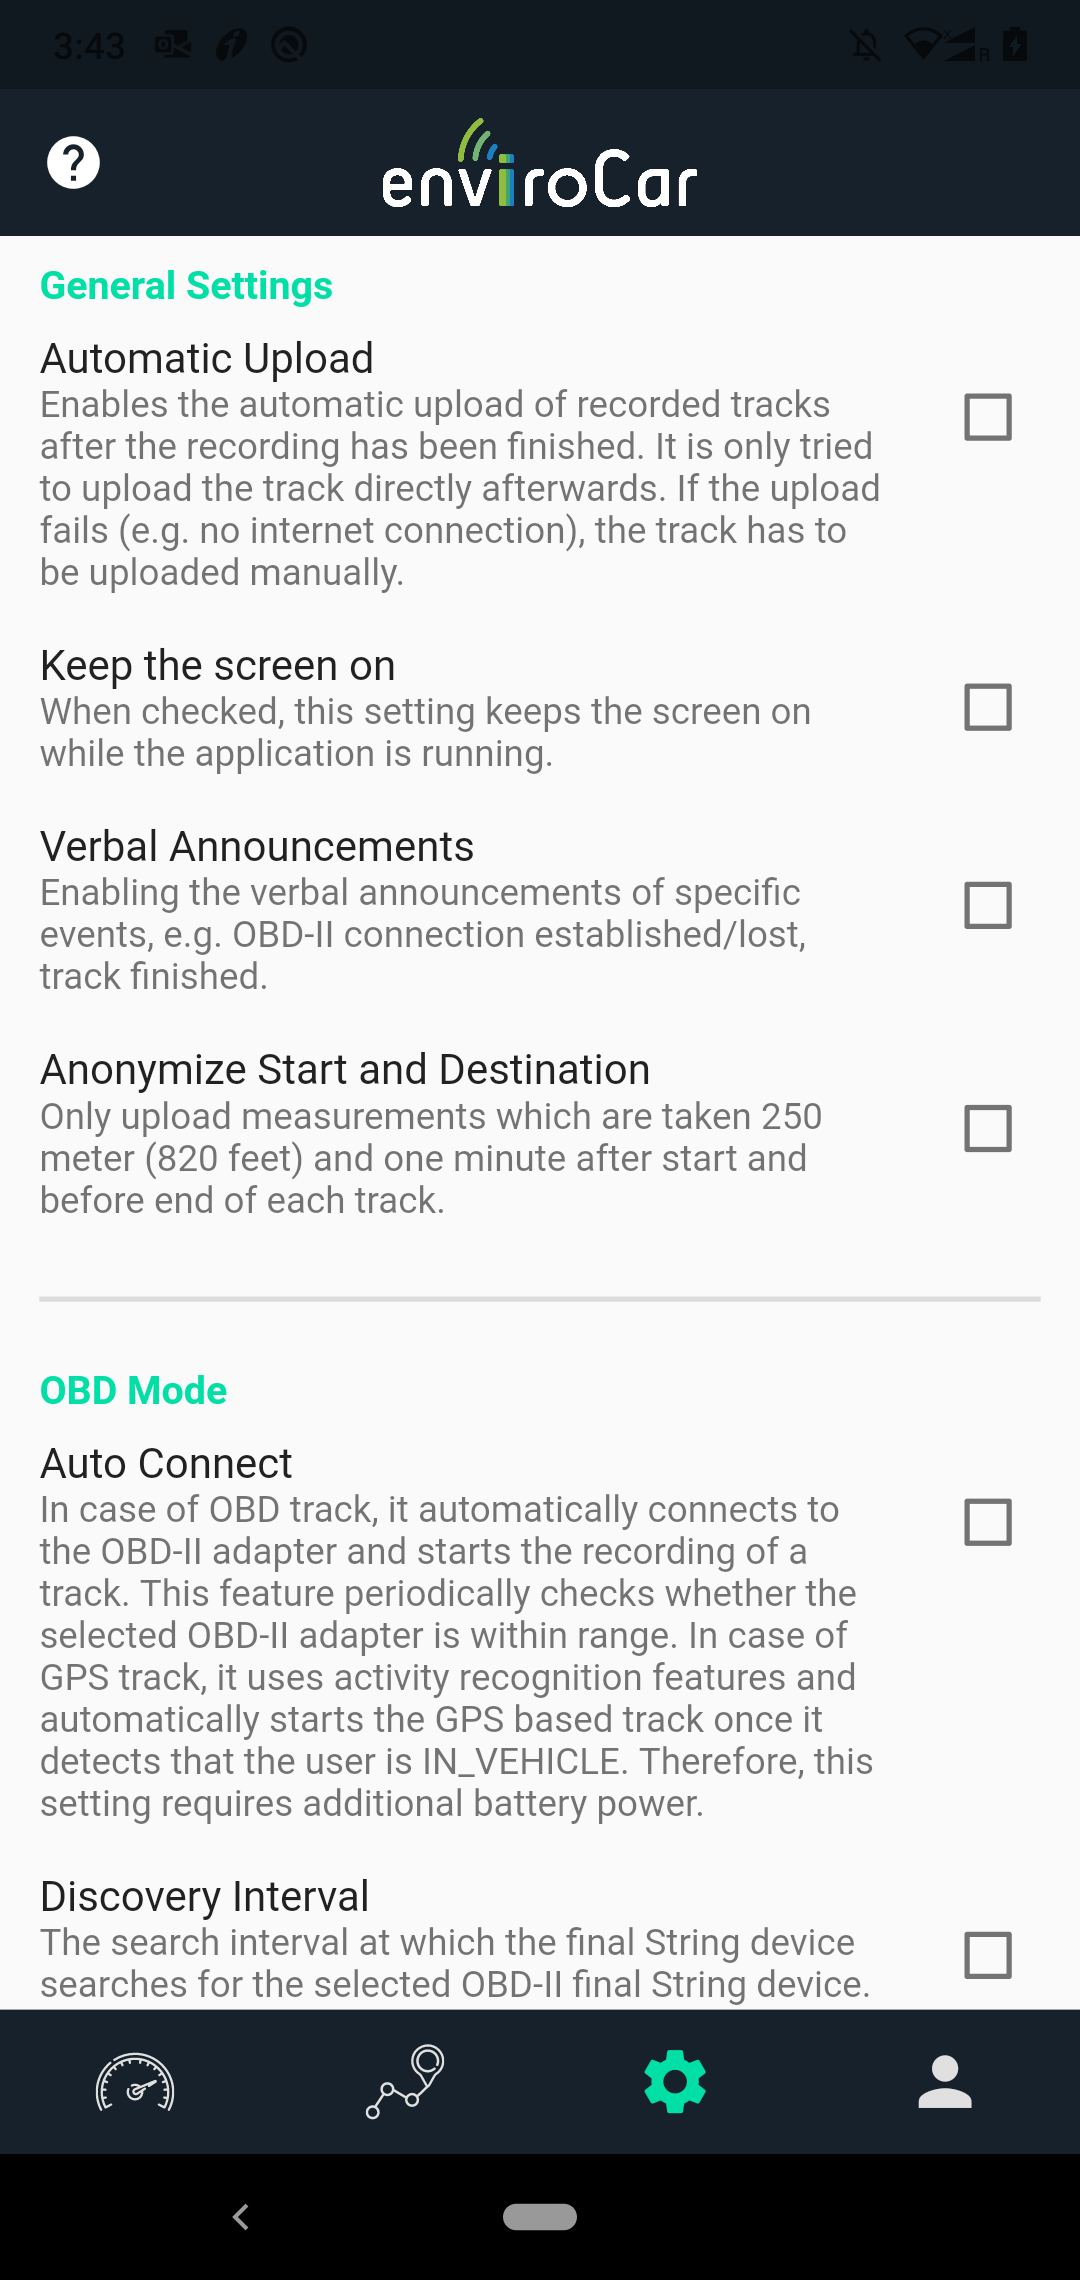 3:43
R
enviroCar
General Settings
Automatic Upload
Enables the automatic upload of recorded tracks
after the recording has been finished. It is only tried
to upload the track directly afterwards. If the upload
fails (e.g. no internet connection), the track has to
be uploaded manually.
Keep the screen on
When checked, this setting keeps the screen on
while the application is running.
Verbal Announcements
Enabling the verbal announcements of specific
events, e.g. OBD-II connection established/lost,
track finished.
Anonymize Start and Destination
Only upload measurements which are taken 250
meter (820 feet) and one minute after start and
before end of each track.
OBD Mode
Auto Connect
In case of OBD track, it automatically connects to
the OBD-II adapter and starts the recording of a
track. This feature periodically checks whether the
selected OBD-II adapter is within range. In case of
GPS track, it uses activity recognition features and
automatically starts the GPS based track once it
detects that the user is IN_VEHICLE. Therefore, this
setting requires additional battery power.
Discovery Interval
The search interval at which the final String device
searches for the selected OBD-II final String device.